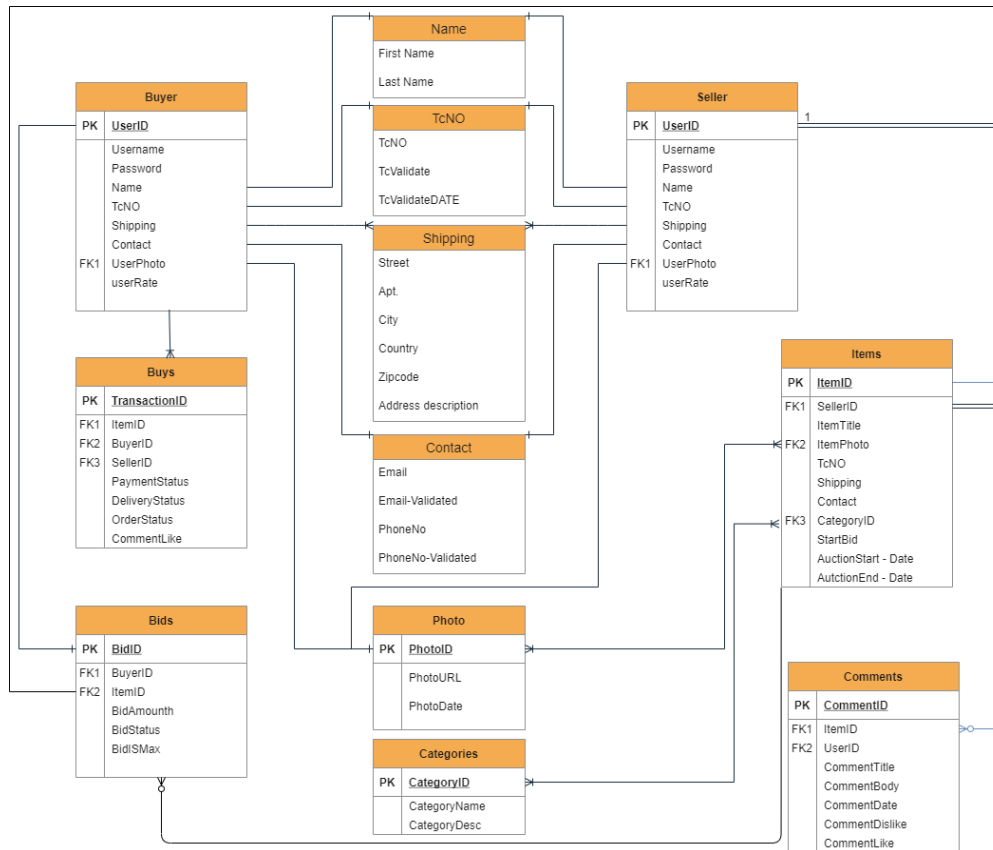 Name
First Name
Last Name
Buyer
PK UserID
Username
Password
Name
TcNO
Shipping
Contact
FK1 UserPhoto
userRate
TcNO
TcNO
TcValidate
TcValidateDATE
Seller
1
PK UserID
Username
Password
Name
TcNO
Shipping
Contact
FK1 UserPhoto
userRate
Shipping
Street
Apt.
City
Country
Zipcode
Address description
Buys
PK TransactionID
FK1 ItemID
FK2 BuyerID
FK3 SellerID
PaymentStatus
DeliveryStatus
OrderStatus
CommentLike
Contact
Email
Email-Validated
PhoneNo
PhoneNo-Validated
Items
PK ItemID
FK1 SellerID
ItemTitle
FK2 ItemPhoto
TcNO
Shipping
Contact
FK3 CategoryID
StartBid
AuctionStart - Date
AutctionEnd - Date
Bids
PK BidID
FK1 BuyerID
FK2 ItemID
BidAmounth
BidStatus
BidISMax
Photo
PK PhotoID
PhotoURL
PhotoDate
Categories
PK CategoryID
CategoryName
CategoryDesc
Comments
PK CommentID
FK1 ItemID
FK2 UserID
CommentTitle
CommentBody
CommentDate
CommentDislike
CommentLike